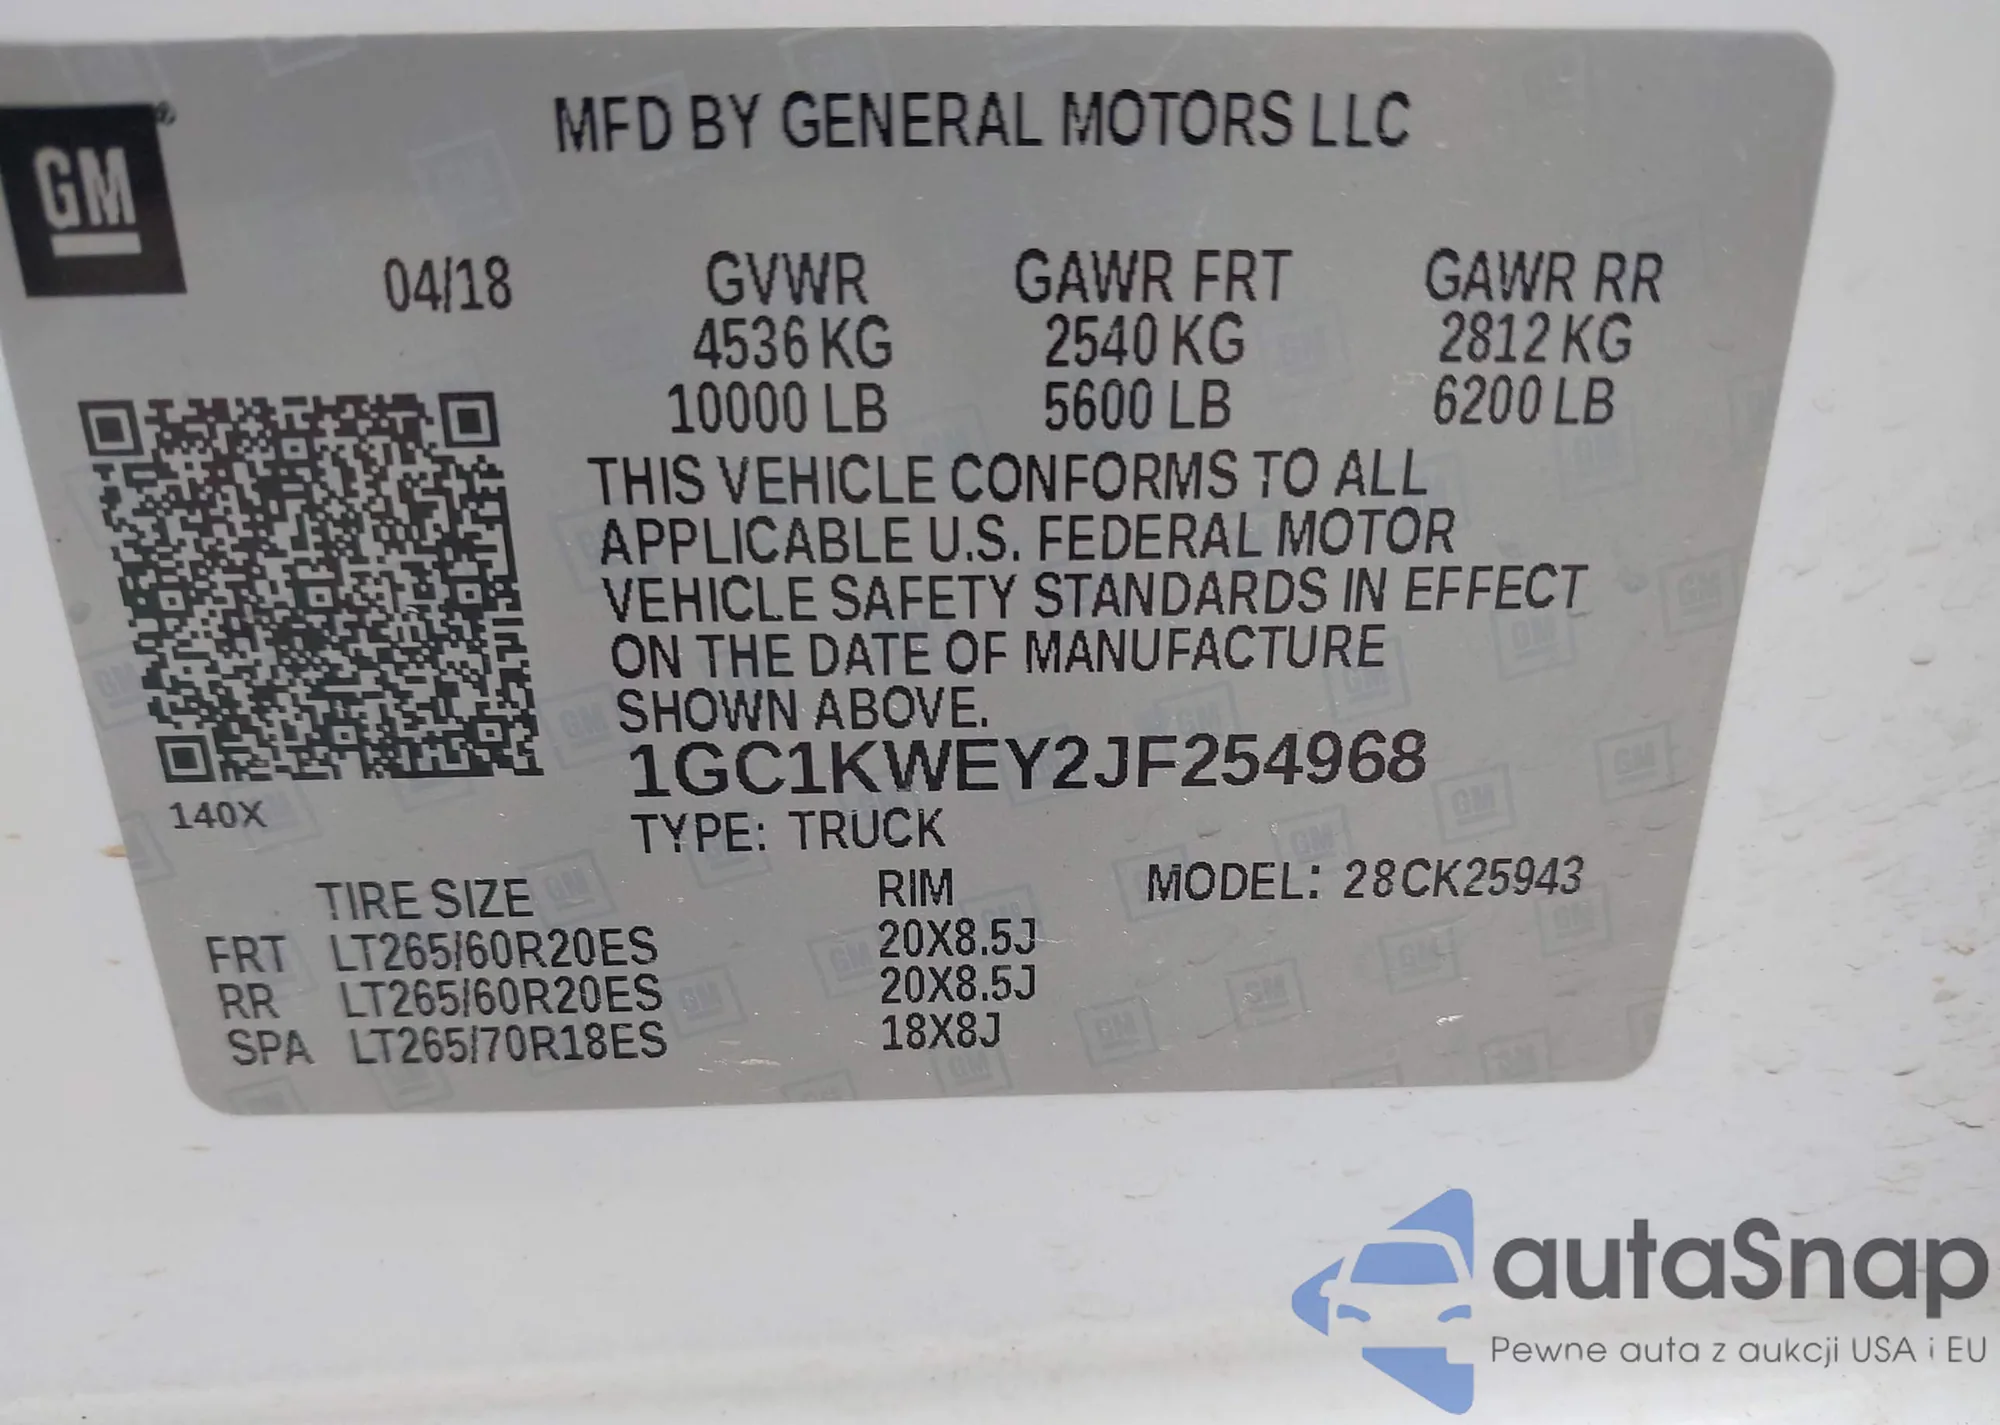 MFD BY GENERAL MOTORS LLC
GM
04/18 GVWR GAWR FRT GAWR RR
4536 KG 2540 KG 2812 KG
10000 LB 5600 LB 6200 LB
THIS VEHICLE CONFORMS TO ALL
APPLICABLE U.S. FEDERAL MOTOR
VEHICLE SAFETY STANDARDS IN EFFECT
ON THE DATE OF MANUFACTURE
SHOWN ABOVE.
1GC1KWEY2JF254968
140X
TYPE: TRUCK
TIRE SIZE RIM MODEL: 28CK25943
FRT LT265/60R20ES 20X8.5J
RR LT265/60R20ES 20X8.5J
SPA LT265/70R18ES 18X8J
autaSnap
Pewne auta z aukcji USA i EU